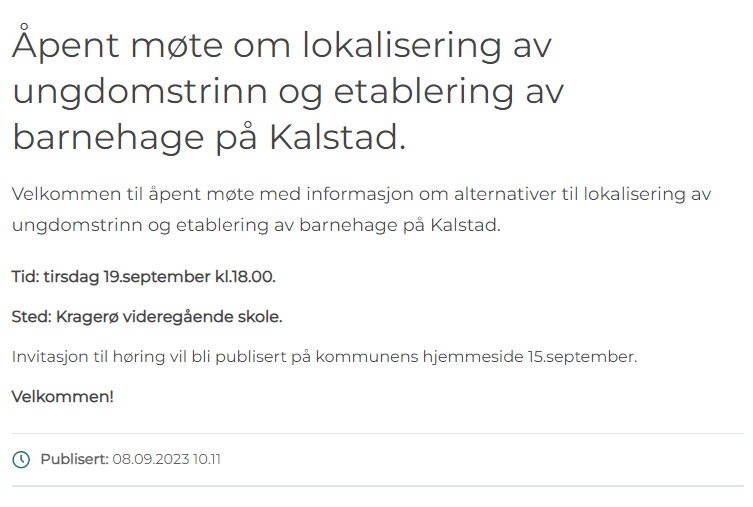 Åpent møte om lokalisering av
ungdomstrinn og etablering av
barnehage på Kalstad.
Velkommen til åpent møte med informasjon om alternativer til lokalisering av
ungdomstrinn og etablering av barnehage på Kalstad.
Tid: tirsdag 19.september kl.18.00.
Sted: Kragerø videregående skole.
Invitasjon til høring vil bli publisert på kommunens hjemmeside 15.september.
Velkommen!
Publisert: 08.09.2023 10.11